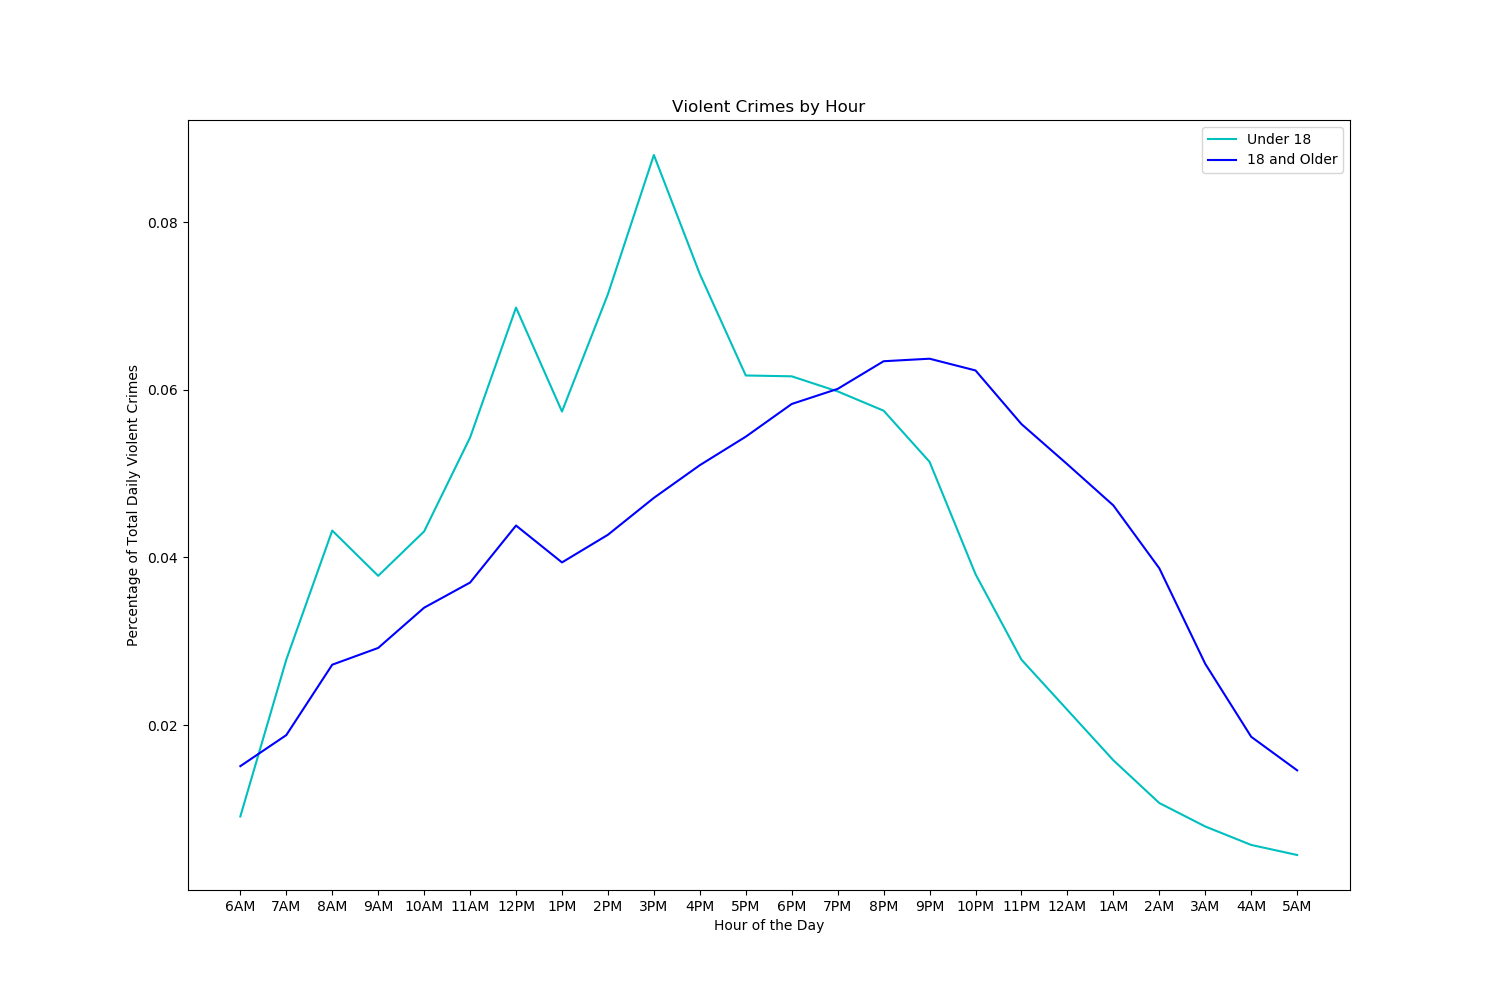 Violent Crimes by Hour
Under 18
18 and Older
Percentage of Total Daily Violent Crimes
0.08
0.06
0.04
0.02
6AM 7AM 8AM 9AM 10AM 11AM 12PM 1PM 2PM 3PM 4PM 5PM 6PM 7PM 8PM 9PM 10PM 11PM 12AM 1AM 2AM 3AM 4AM 5AM
Hour of the Day